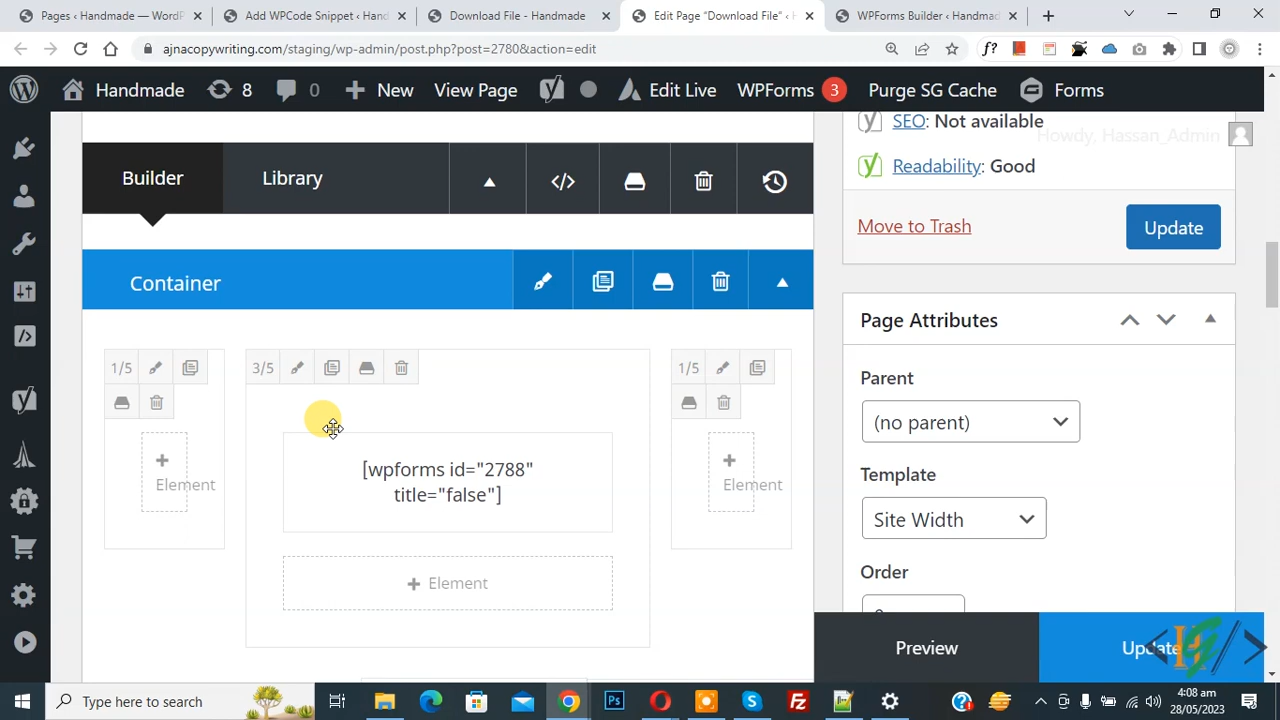 Pages ‹ Handmade — WordP
Add WPCode Snippet ‹ Hand
Download File - Handmade
Edit Page "Download File" ‹ H
WPForms Builder ‹ Handmad
ajnacopywriting.com/staging/wp-admin/post.php?post=2780&action=edit
f?
Handmade
8
0
New
View Page
Edit Live
WPForms
3
Purge SG Cache
Forms
Howdy, Hassan_Admin
Builder
Library
</>
SEO: Not available
Readability: Good
Move to Trash
Update
Container
1/5
3/5
1/5
Element
[wpforms id="2788"
title="false"]
Element
Element
Page Attributes
Parent
(no parent)
Template
Site Width
Order
Preview
Update
Type here to search
4:08 am
28/05/2023